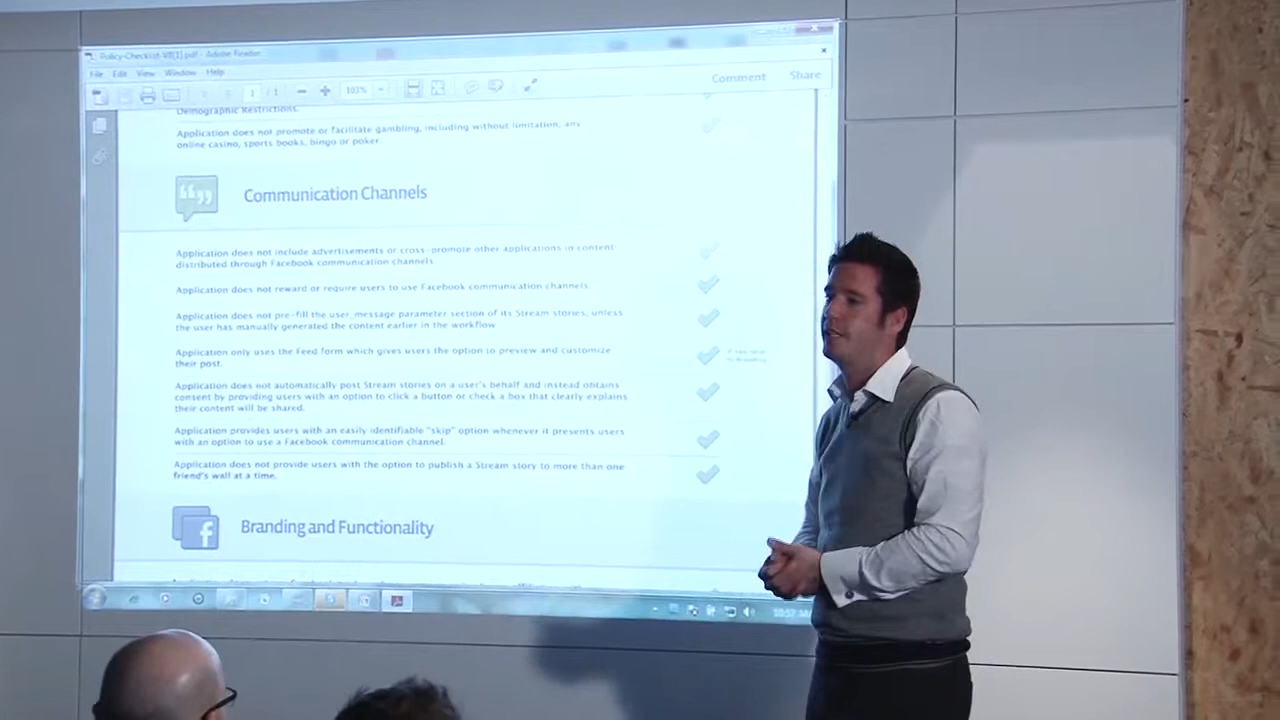 Policy-Checklist-V8[1].pdf - Adobe Reader
File Edit View Window Help
1 / 1 103% Comment Share
Demographic Restrictions.
Application does not promote or facilitate gambling, including without limitation, any
online casino, sports books, bingo or poker.
Communication Channels
Application does not include advertisements or cross-promote other applications in content
distributed through Facebook communication channels.
Application does not reward or require users to use Facebook communication channels.
Application does not pre-fill the user_message parameter section of its Stream stories, unless
the user has manually generated the content earlier in the workflow.
Application only uses the Feed form which gives users the option to preview and customize
their post.
Application does not automatically post Stream stories on a user's behalf and instead obtains
consent by providing users with an option to click a button or check a box that clearly explains
their content will be shared.
Application provides users with an easily identifiable "skip" option whenever it presents users
with an option to use a Facebook communication channel.
Application does not provide users with the option to publish a Stream story to more than one
friend's wall at a time.
f Branding and Functionality
10:57